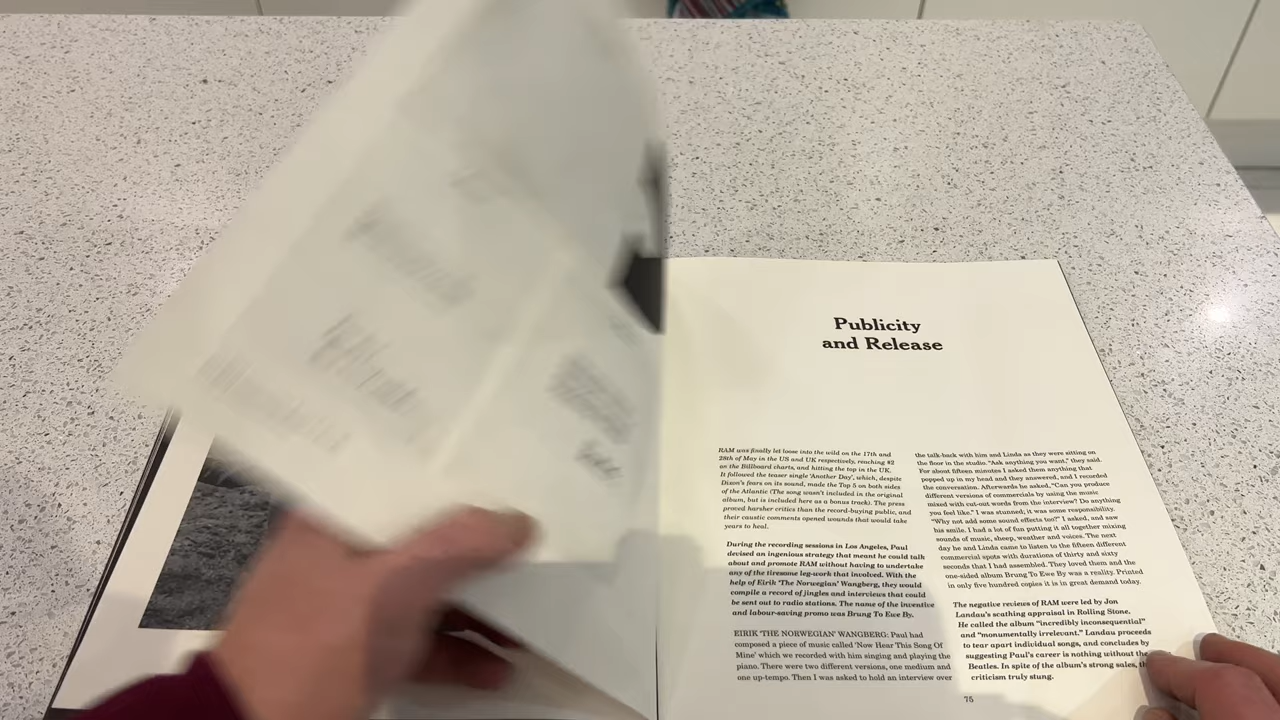 Publicity
and Release
RAM was finally let loose into the wild on the 17th and
28th of May in the US and UK respectively, reaching #2
on the Billboard charts, and hitting the top in the UK.
It followed the teaser single 'Another Day', which, despite
Dixon's fears on its sound, made the Top 5 on both sides
of the Atlantic (The song wasn't included in the original
album, but is included here as a bonus track). The press
proved harsher critics than the record-buying public, and
their caustic comments opened wounds that would take
years to heal.
During the recording sessions in Los Angeles, Paul
devised an ingenious strategy that meant he could talk
about and promote RAM without having to undertake
any of the tiresome leg-work that involved. With the
help of Eirik 'The Norwegian' Wangberg, they would
compile a record of jingles and interviews that could
be sent out to radio stations. The name of the inventive
and labour-saving promo was Brung To Ewe By.
EIRIK 'THE NORWEGIAN' WANGBERG: Paul had
composed a piece of music called 'Now Hear This Song Of
Mine' which we recorded with him singing and playing the
piano. There were two different versions, one medium and
one up-tempo. Then I was asked to hold an interview over
the talk-back with him and Linda as they were sitting on
the floor in the studio. "Ask anything you want," they said.
For about fifteen minutes I asked them anything that
popped up in my head and they answered, and I recorded
the conversation. Afterwards he asked, "Can you produce
different versions of commercials by using the music
mixed with cut-out words from the interview? Do anything
you feel like." I was stunned; it was some responsibility.
"Why not add some sound effects too?" I asked, and saw
his smile. I had a lot of fun putting it all together mixing
sounds of music, sheep, weather and voices. The next
day he and Linda came to listen to the fifteen different
commercial spots with durations of thirty and sixty
seconds that I had assembled. They loved them and the
one-sided album Brung To Ewe By was a reality. Printed
in only five hundred copies it is in great demand today.
The negative reviews of RAM were led by Jon
Landau's scathing appraisal in Rolling Stone.
He called the album "incredibly inconsequential"
and "monumentally irrelevant." Landau proceeds
to tear apart individual songs, and concludes by
suggesting Paul's career is nothing without the
Beatles. In spite of the album's strong sales,
criticism truly stung.
75